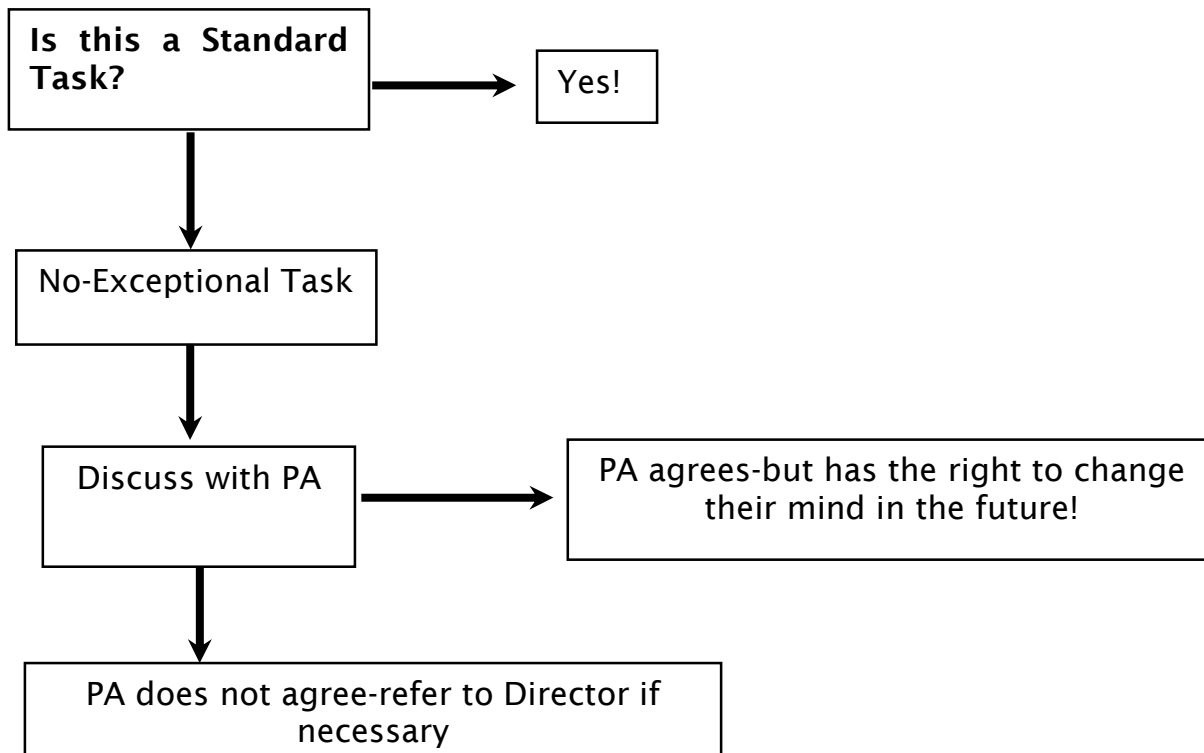 Is this a Standard
Task?
Yes!
No-Exceptional Task
Discuss with PA
PA agrees-but has the right to change
their mind in the future!
PA does not agree-refer to Director if
necessary